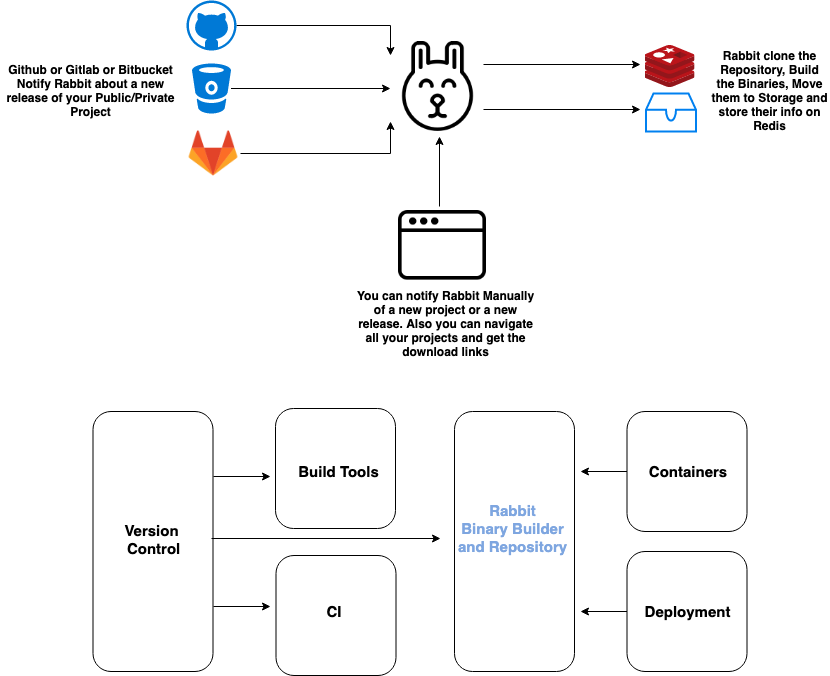 Github or Gitlab or Bitbucket
Notify Rabbit about a new
release of your Public/Private
Project
Rabbit clone the
Repository, Build
the Binaries, Move
them to Storage and
store their info on
Redis
You can notify Rabbit Manually
of a new project or a new
release. Also you can navigate
all your projects and get the
download links
Version
Control
Build Tools
CI
Rabbit
Binary Builder
and Repository
Containers
Deployment